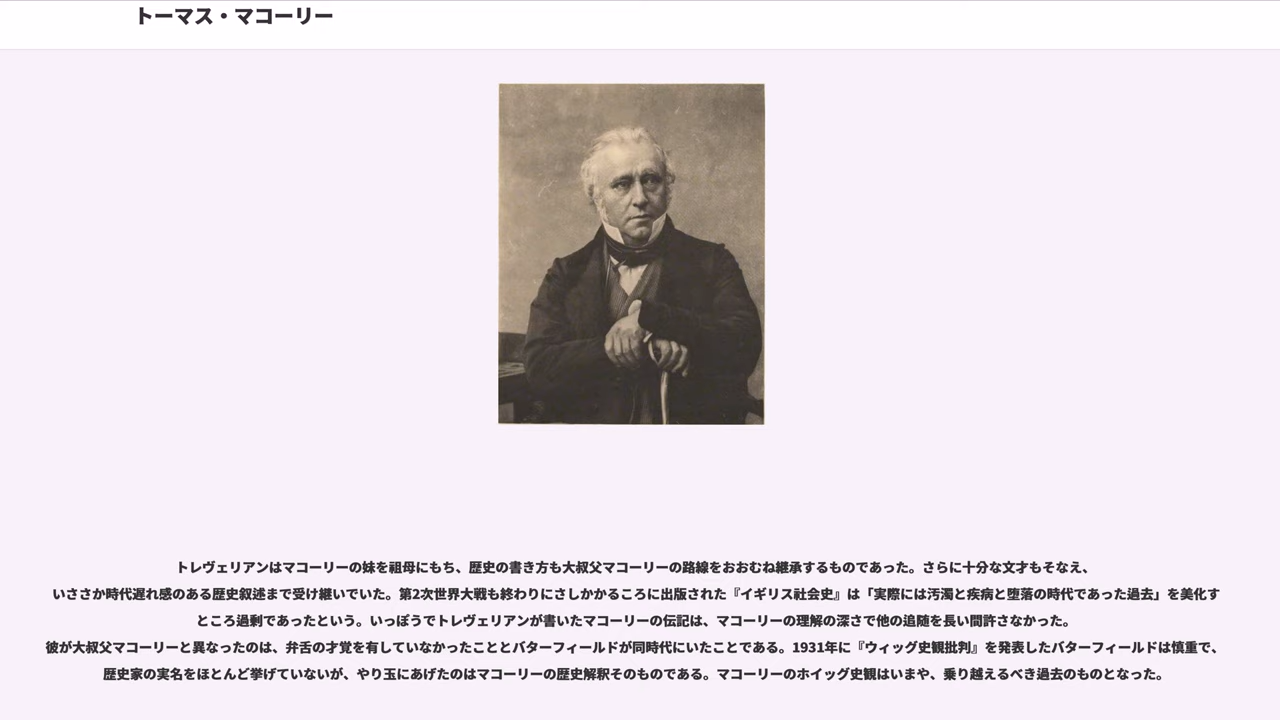 トーマス・マコーリー
トレヴェリアンはマコーリーの妹を祖母にもち、歴史の書き方も大叔父マコーリーの路線をおおむね継承するものであった。さらに十分な文才もそなえ、
いささか時代遅れ感のある歴史叙述まで受け継いでいた。第2次世界大戦も終わりにさしかかるころに出版された『イギリス社会史』は「実際には汚濁と疾病と堕落の時代であった過去」を美化す
ところ過剰であったという。いっぽうでトレヴェリアンが書いたマコーリーの伝記は、マコーリーの理解の深さで他の追随を長い間許さなかった。
彼が大叔父マコーリーと異なったのは、弁舌の才覚を有していなかったこととバターフィールドが同時代にいたことである。1931年に『ウィッグ史観批判』を発表したバターフィールドは慎重で、
歴史家の実名をほとんど挙げていないが、やり玉にあげたのはマコーリーの歴史解釈そのものである。マコーリーのホイッグ史観はいまや、乗り越えるべき過去のものとなった。